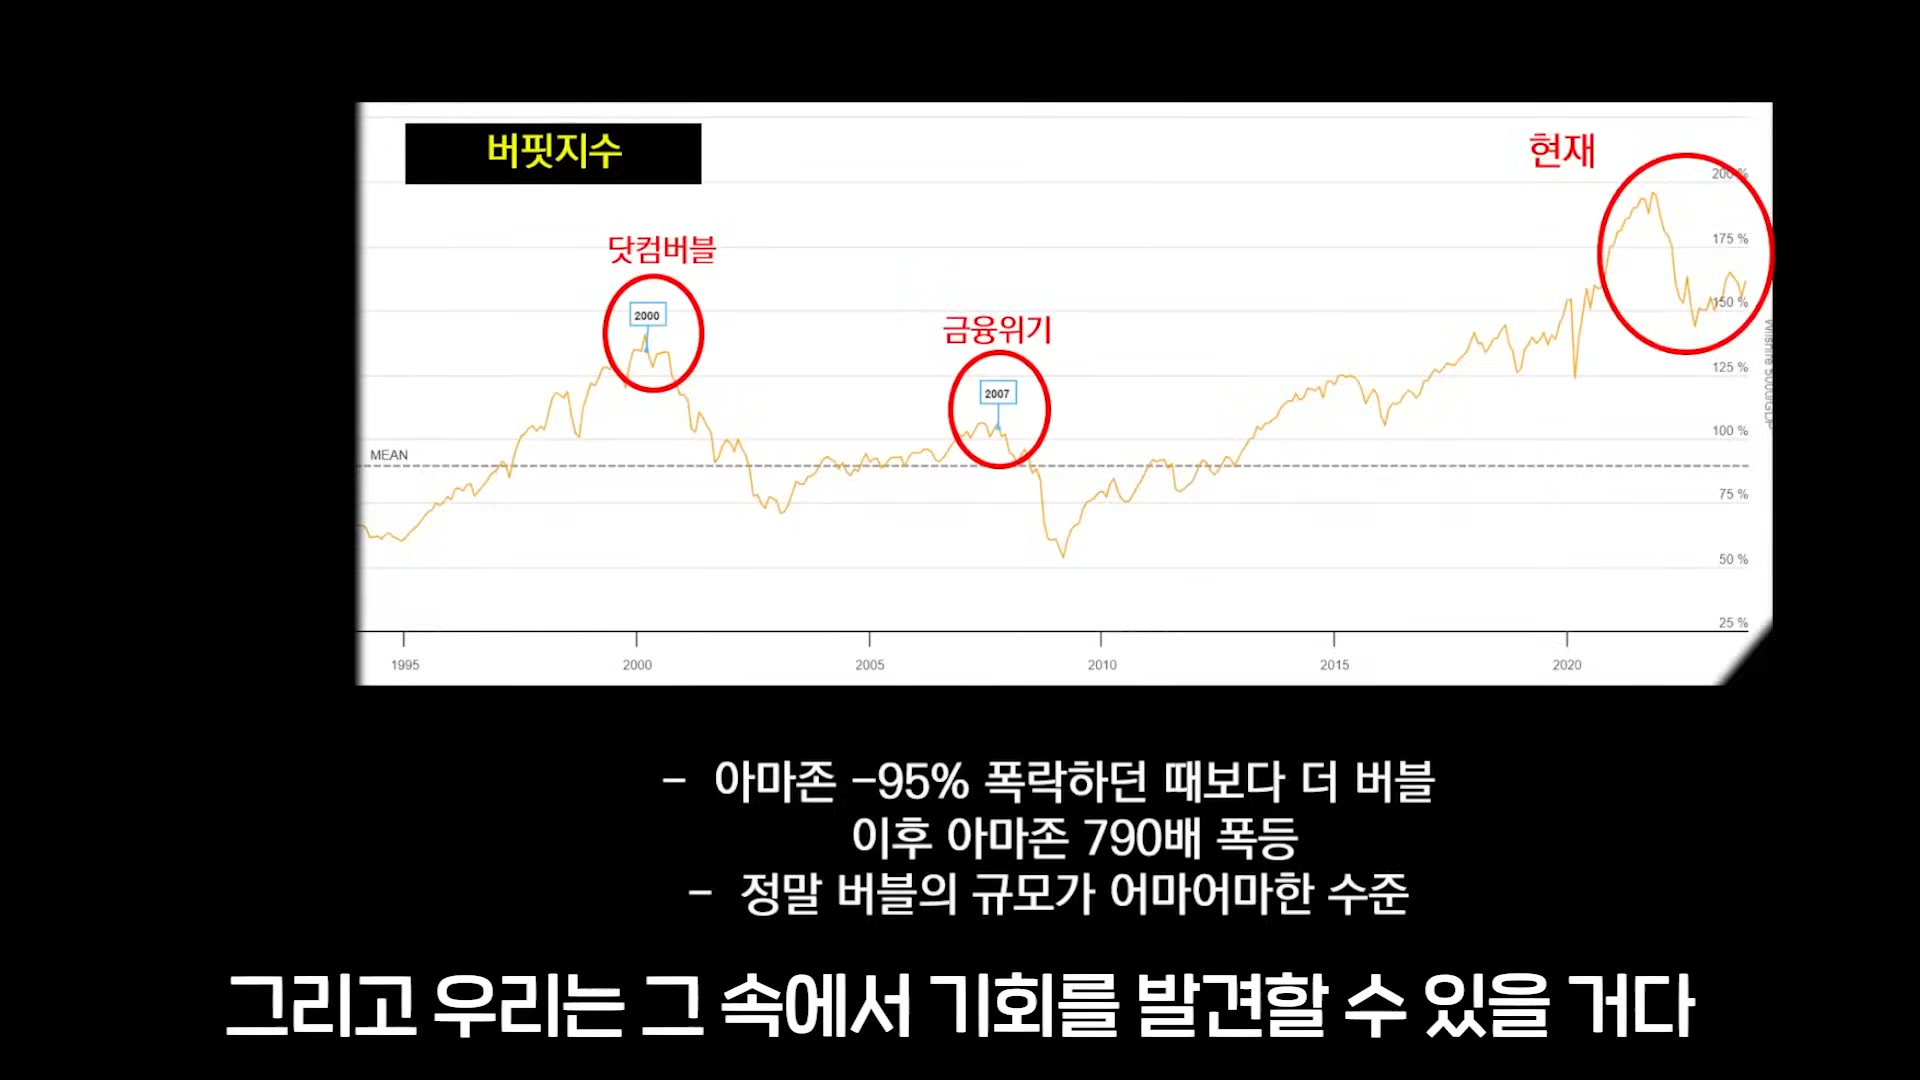 버핏지수
현재
200 %
닷컴버블
175 %
2000
150 %
금융위기
125 %
2007
100 %
MEAN
75 %
50 %
25 %
1995 2000 2005 2010 2015 2020
Wilshire 5000/GDP
- 아마존 -95% 폭락하던 때보다 더 버블
이후 아마존 790배 폭등
- 정말 버블의 규모가 어마어마한 수준
그리고 우리는 그 속에서 기회를 발견할 수 있을 거다